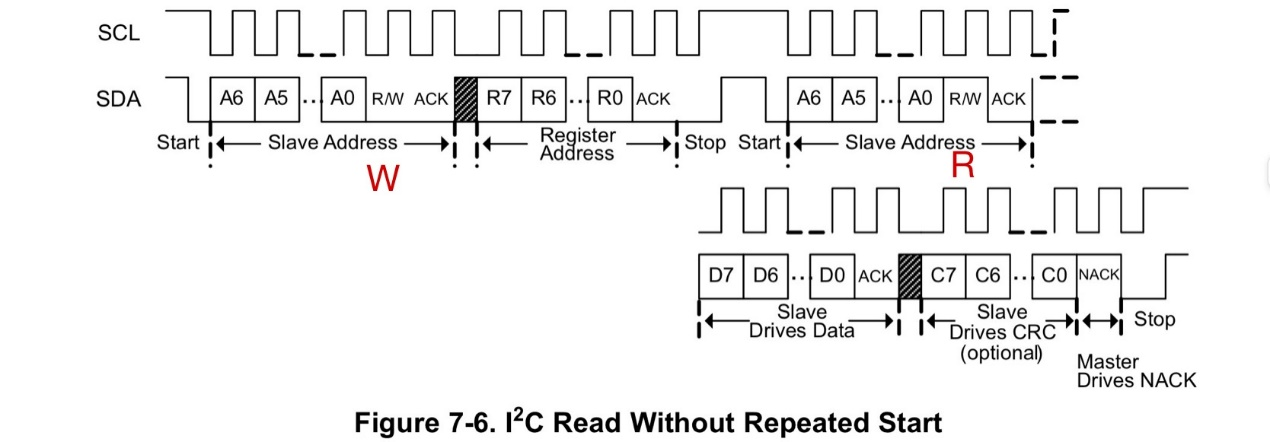 SCL
SDA A6 A5 ... A0 R/W ACK R7 R6 ... R0 ACK A6 A5 ... A0 R/W ACK
Start Slave Address Register Address Stop Start Slave Address
W R
D7 D6 ... D0 ACK C7 C6 ... C0 NACK
Slave Drives Data Slave Drives CRC (optional) Stop
Master
Drives NACK
Figure 7-6. I²C Read Without Repeated Start